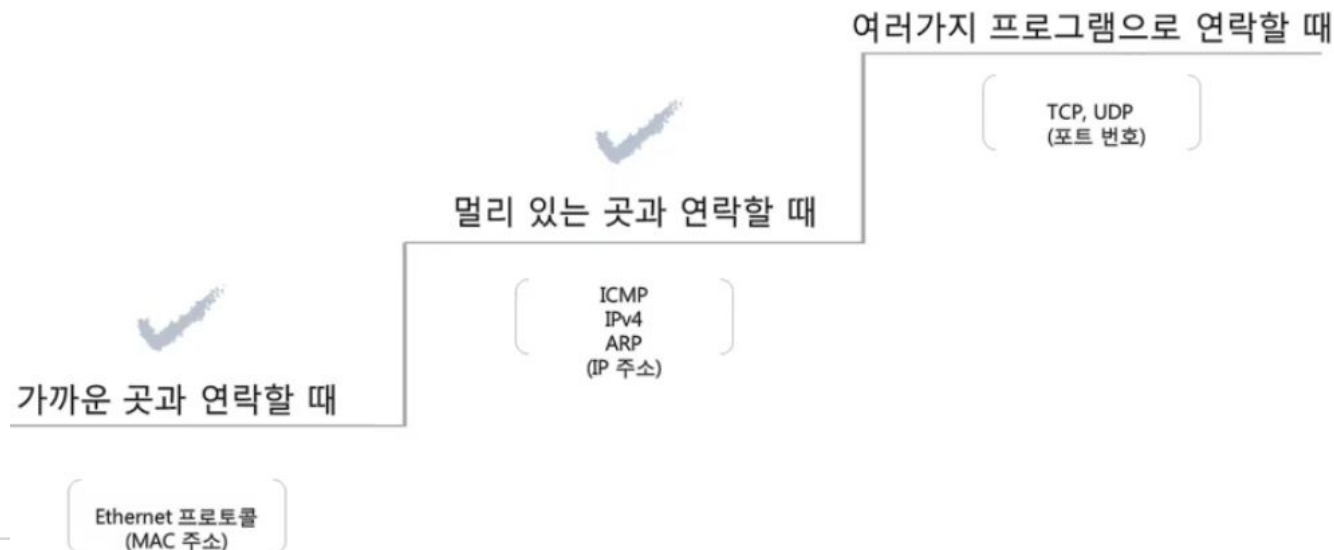 여러가지 프로그램으로 연락할 때
TCP, UDP
(포트 번호)
멀리 있는 곳과 연락할 때
ICMP
IPv4
ARP
(IP 주소)
가까운 곳과 연락할 때
Ethernet 프로토콜
(MAC 주소)